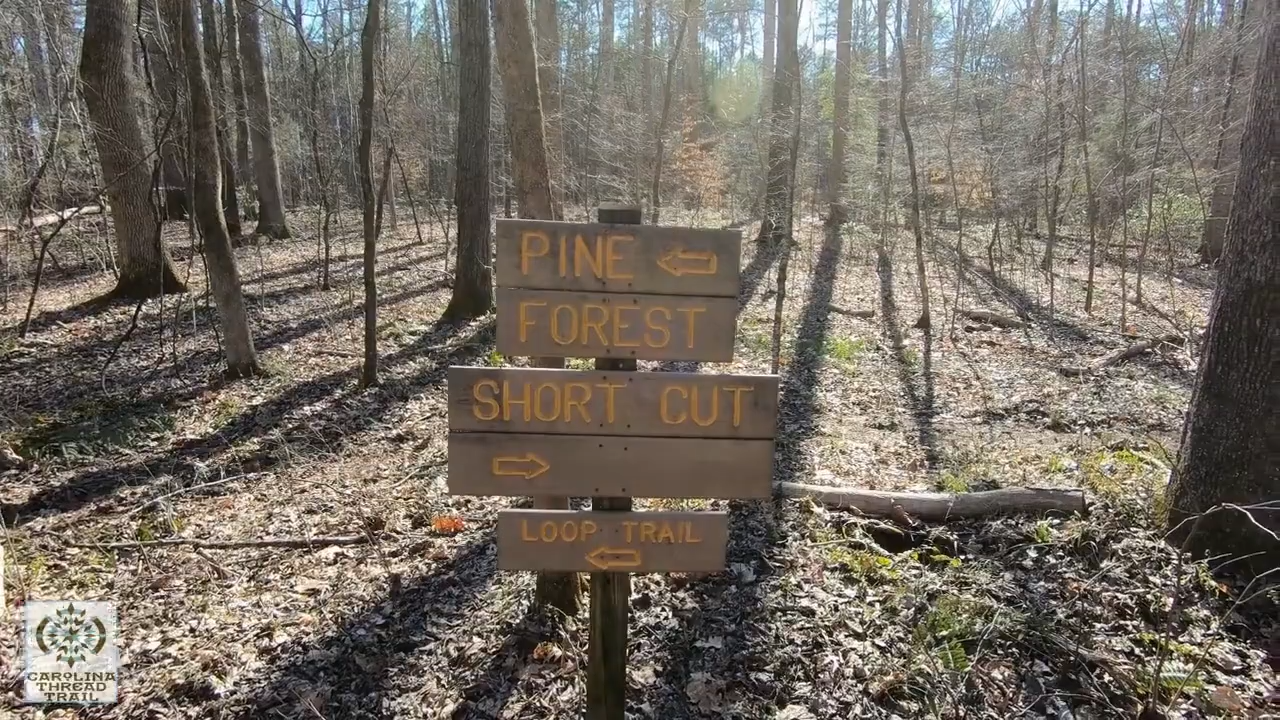 PINE
FOREST
SHORT CUT
LOOP TRAIL
CAROLINA
THREAD
TRAIL